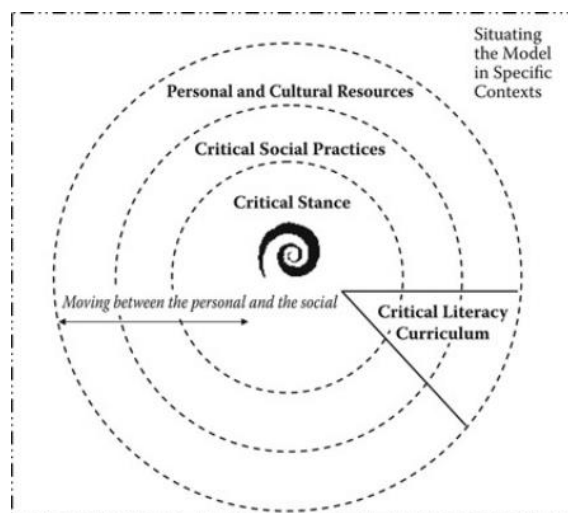 Situating
the Model
in Specific
Contexts
Personal and Cultural Resources
Critical Social Practices
Critical Stance
Moving between the personal and the social
Critical Literacy
Curriculum